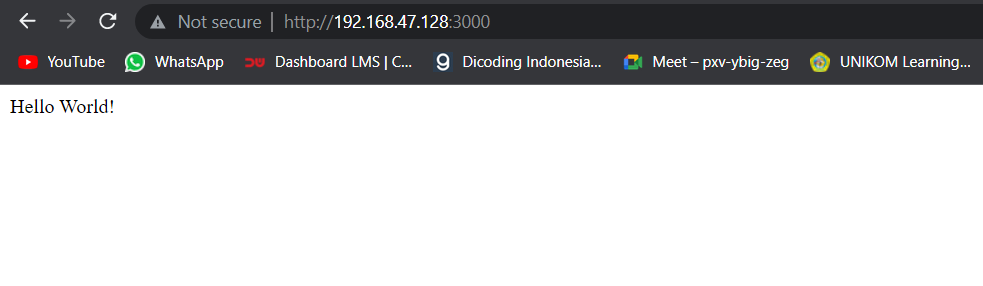 Not secure | http://192.168.47.128:3000
YouTube WhatsApp Dashboard LMS | C... Dicoding Indonesia... Meet – pxv-ybig-zeg UNIKOM Learning...
Hello World!